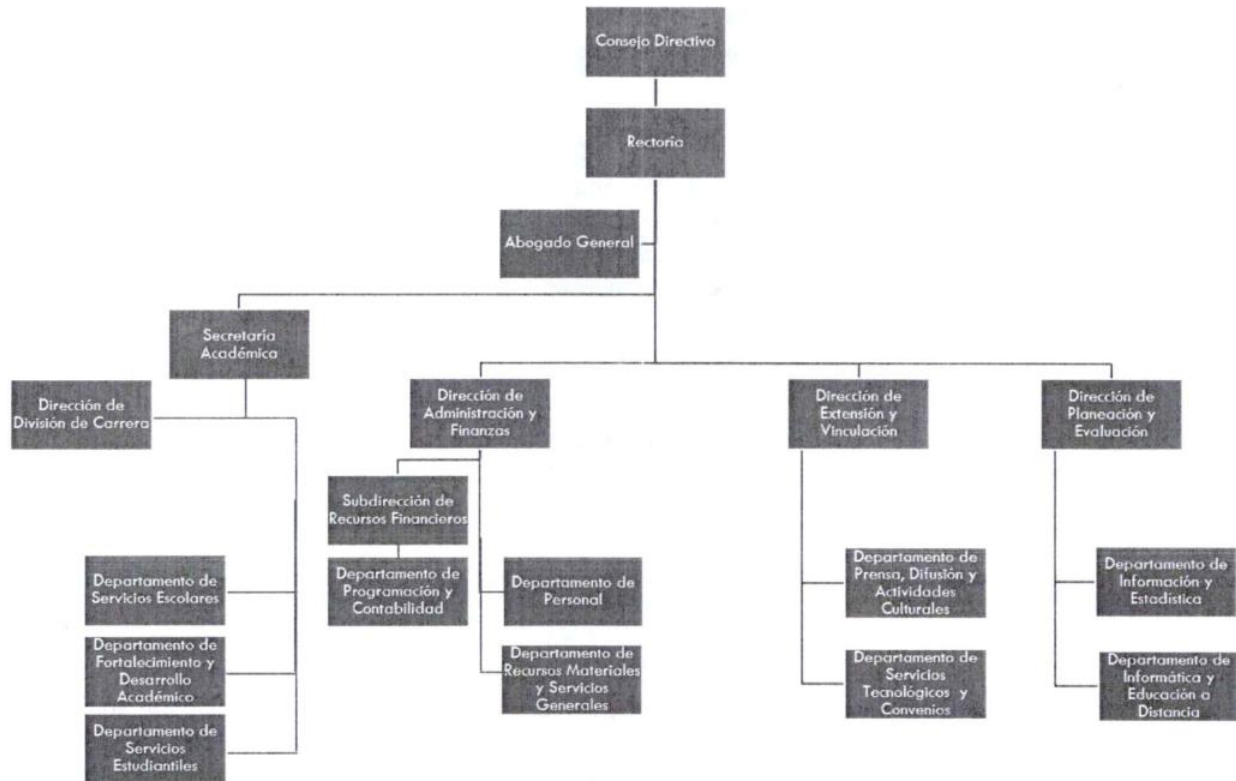 Consejo Directivo
Rectoría
Abogado General
Secretaría
Académica
Dirección de
División de Carrera
Dirección de
Administración y
Finanzas
Dirección de
Extensión y
Vinculación
Dirección de
Planeación y
Evaluación
Subdirección de
Recursos Financieros
Departamento de
Servicios Escolares
Departamento de
Programación y
Contabilidad
Departamento de
Personal
Departamento de
Prensa, Difusión y
Actividades
Culturales
Departamento de
Información y
Estadística
Departamento de
Fortalecimiento y
Desarrollo
Académico
Departamento de
Recursos Materiales
y Servicios
Generales
Departamento de
Servicios
Tecnológicos y
Convenios
Departamento de
Informática y
Educación a
Distancia
Departamento de
Servicios
Estudiantiles